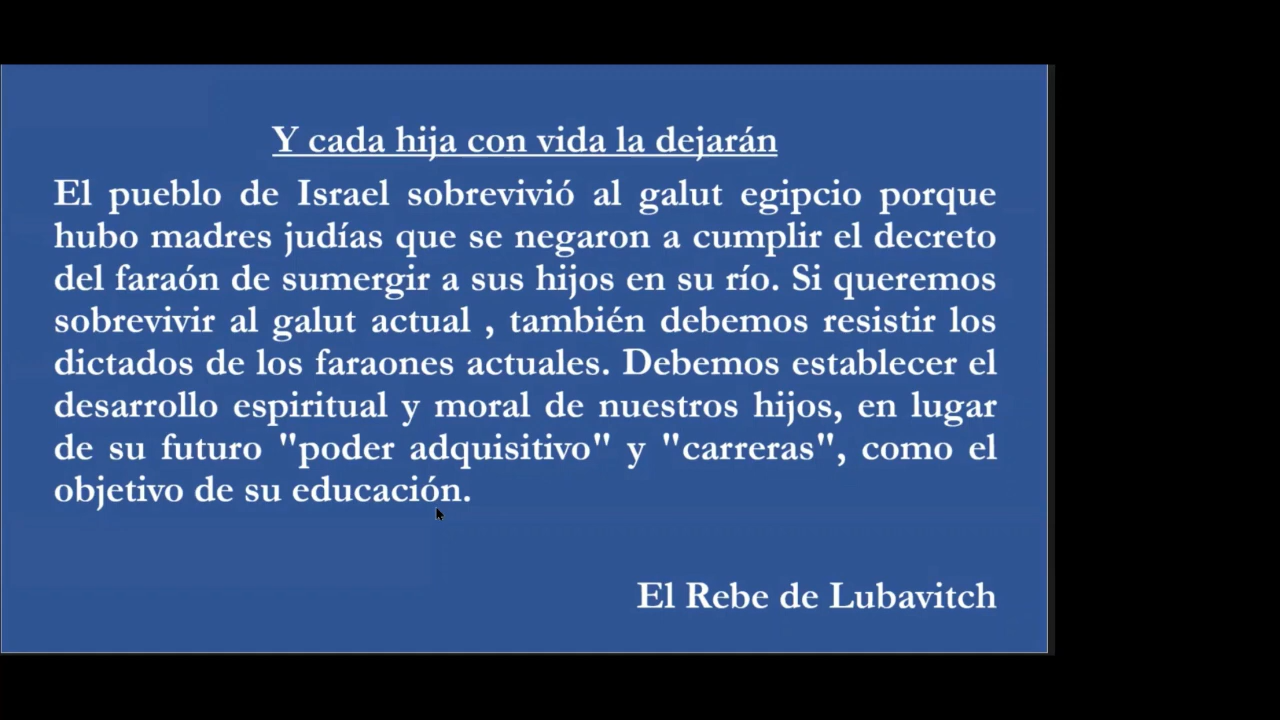 Y cada hija con vida la dejarán
El pueblo de Israel sobrevivió al galut egipcio porque
hubo madres judías que se negaron a cumplir el decreto
del faraón de sumergir a sus hijos en su río. Si queremos
sobrevivir al galut actual , también debemos resistir los
dictados de los faraones actuales. Debemos establecer el
desarrollo espiritual y moral de nuestros hijos, en lugar
de su futuro "poder adquisitivo" y "carreras", como el
objetivo de su educación.
El Rebe de Lubavitch